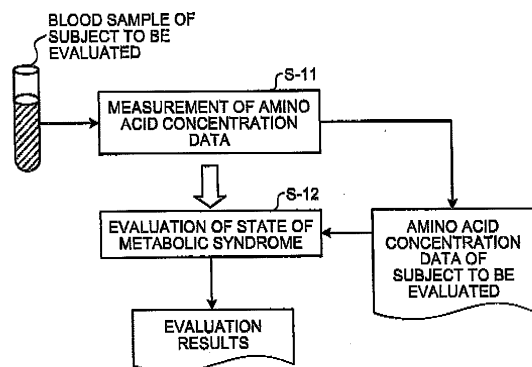 BLOOD SAMPLE OF
SUBJECT TO BE
EVALUATED
S-11
MEASUREMENT OF AMINO
ACID CONCENTRATION
DATA
S-12
EVALUATION OF STATE OF
METABOLIC SYNDROME
AMINO ACID
CONCENTRATION
DATA OF
SUBJECT TO BE
EVALUATED
EVALUATION
RESULTS